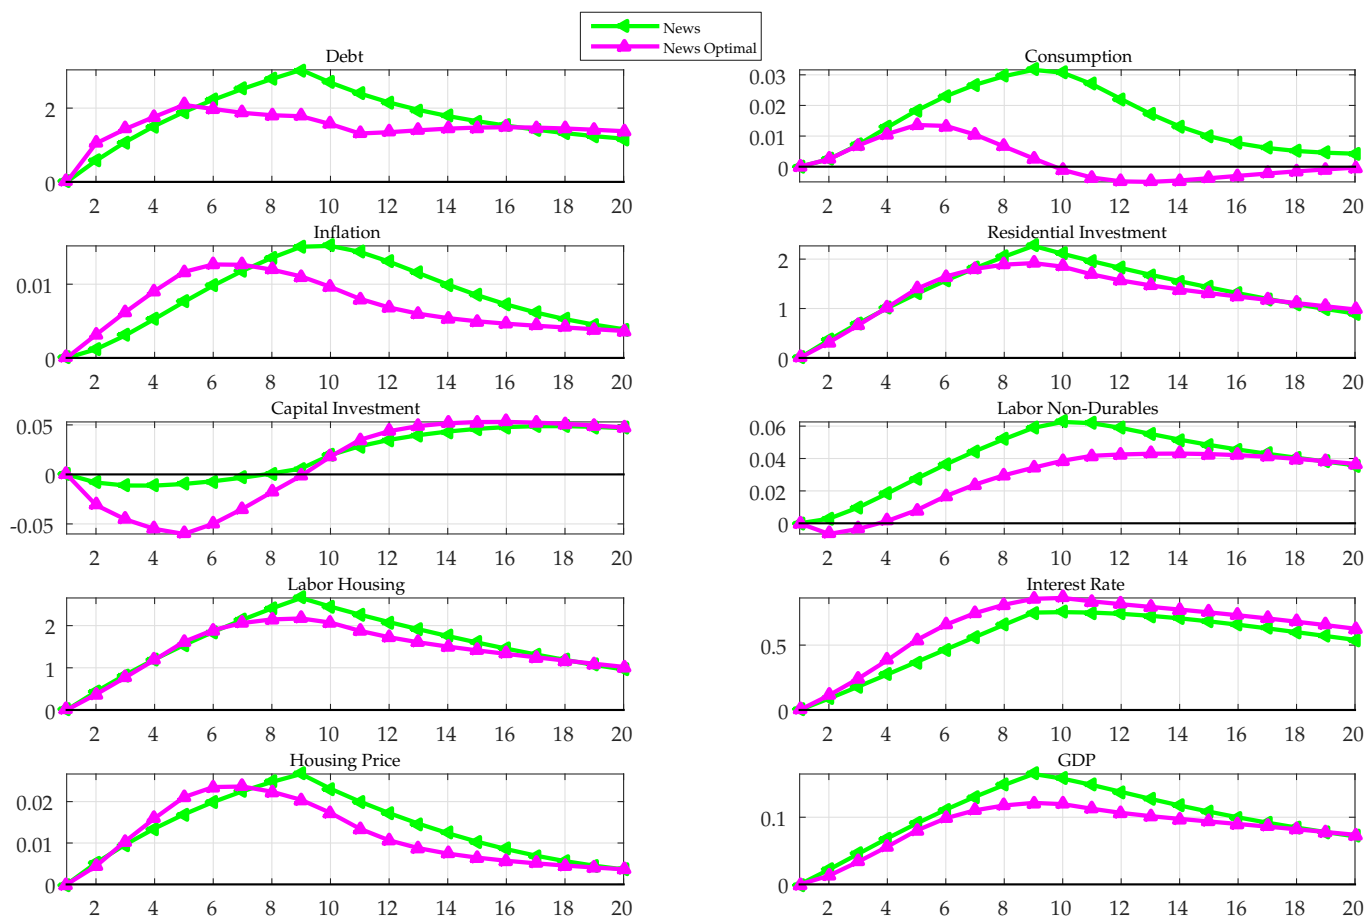 News
News Optimal
Debt
2
0
2 4 6 8 10 12 14 16 18 20
Consumption
0.03
0.02
0.01
0
2 4 6 8 10 12 14 16 18 20
Inflation
0.01
0
2 4 6 8 10 12 14 16 18 20
Residential Investment
2
1
0
2 4 6 8 10 12 14 16 18 20
Capital Investment
0.05
0
-0.05
2 4 6 8 10 12 14 16 18 20
Labor Non-Durables
0.06
0.04
0.02
0
2 4 6 8 10 12 14 16 18 20
Labor Housing
2
1
0
2 4 6 8 10 12 14 16 18 20
Interest Rate
0.5
0
2 4 6 8 10 12 14 16 18 20
Housing Price
0.02
0.01
0
2 4 6 8 10 12 14 16 18 20
GDP
0.1
0
2 4 6 8 10 12 14 16 18 20